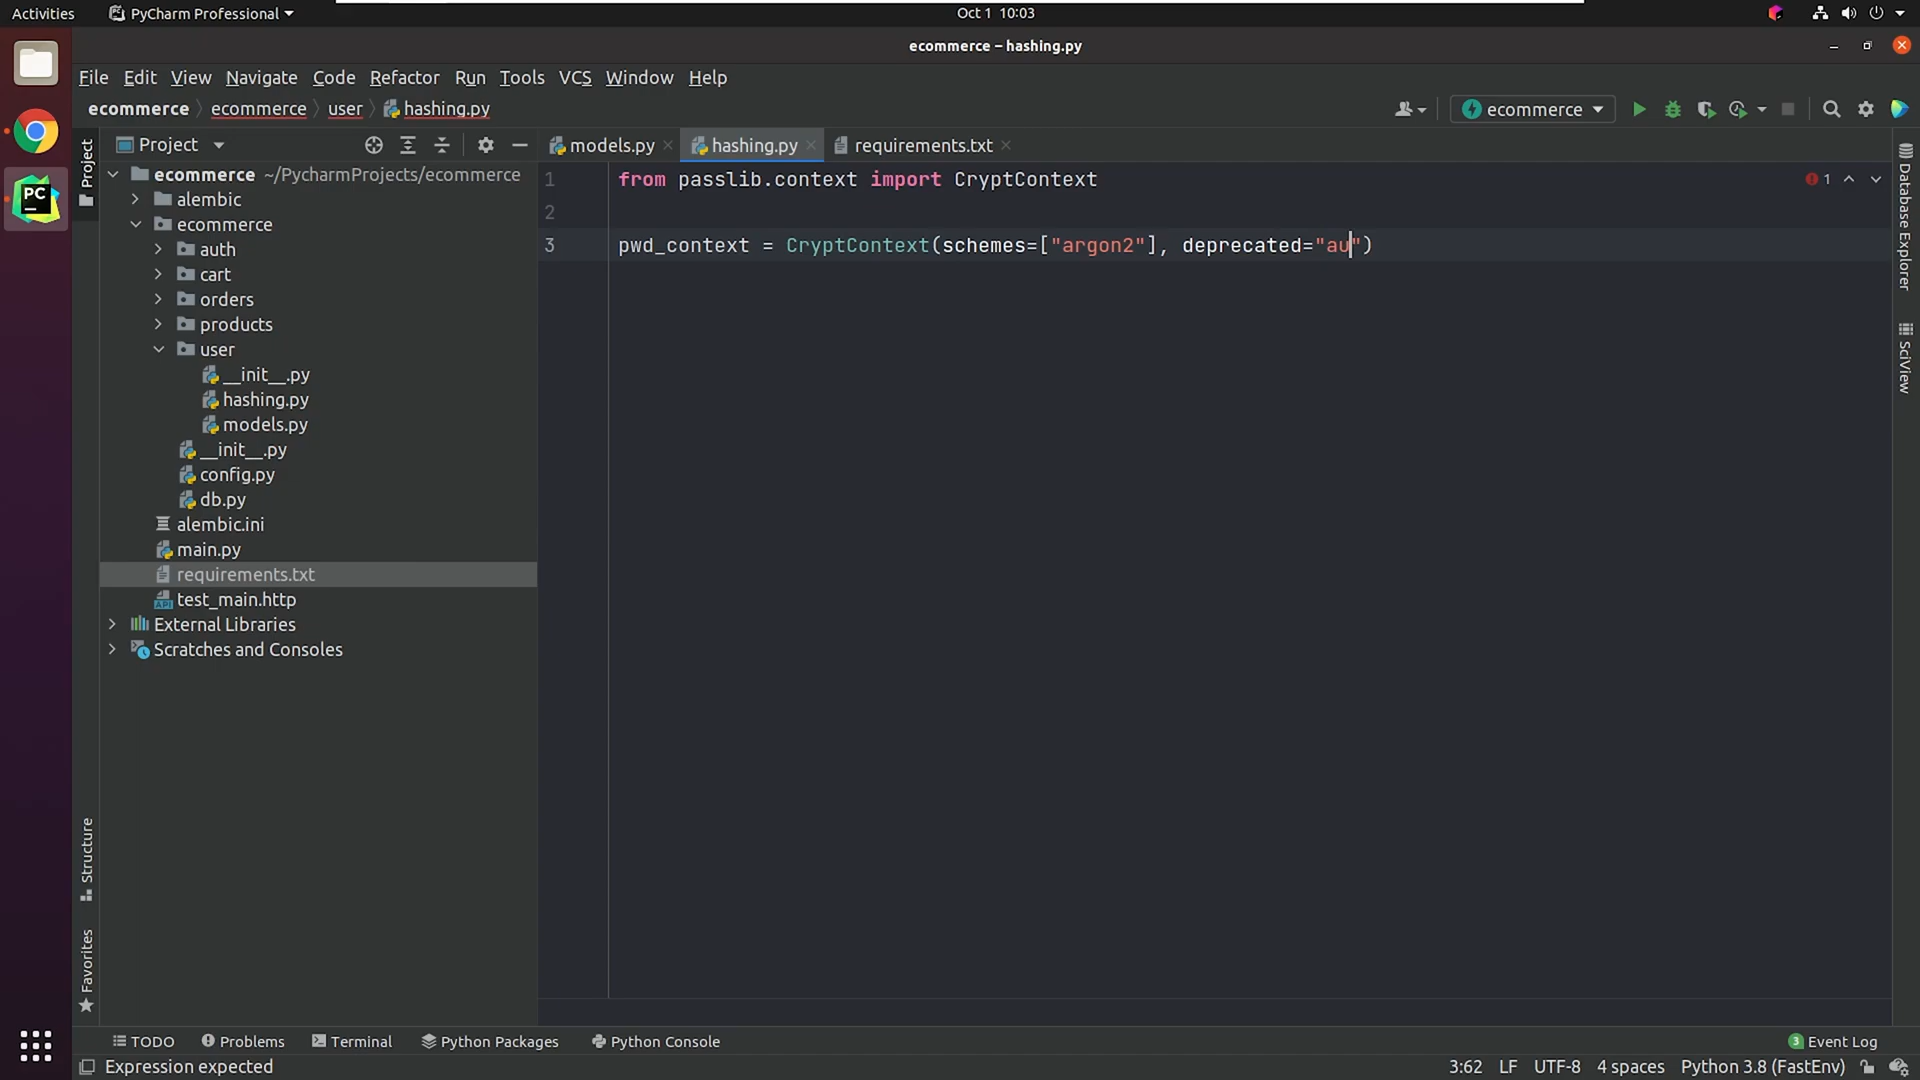 Activities PyCharm Professional Oct 1 10:03
ecommerce – hashing.py
File Edit View Navigate Code Refactor Run Tools VCS Window Help
ecommerce ecommerce user hashing.py ecommerce
Project
models.py hashing.py requirements.txt
ecommerce ~/PycharmProjects/ecommerce
alembic
ecommerce
auth
cart
orders
products
user
__init__.py
hashing.py
models.py
__init__.py
config.py
db.py
alembic.ini
main.py
requirements.txt
test_main.http
External Libraries
Scratches and Consoles
1 from passlib.context import CryptContext
2
3 pwd_context = CryptContext(schemes=["argon2"], deprecated="au")
1
Project
Structure
Favorites
Database Explorer
SciView
PC
API
TODO Problems Terminal Python Packages Python Console 3 Event Log
Expression expected 3:62 LF UTF-8 4 spaces Python 3.8 (FastEnv)